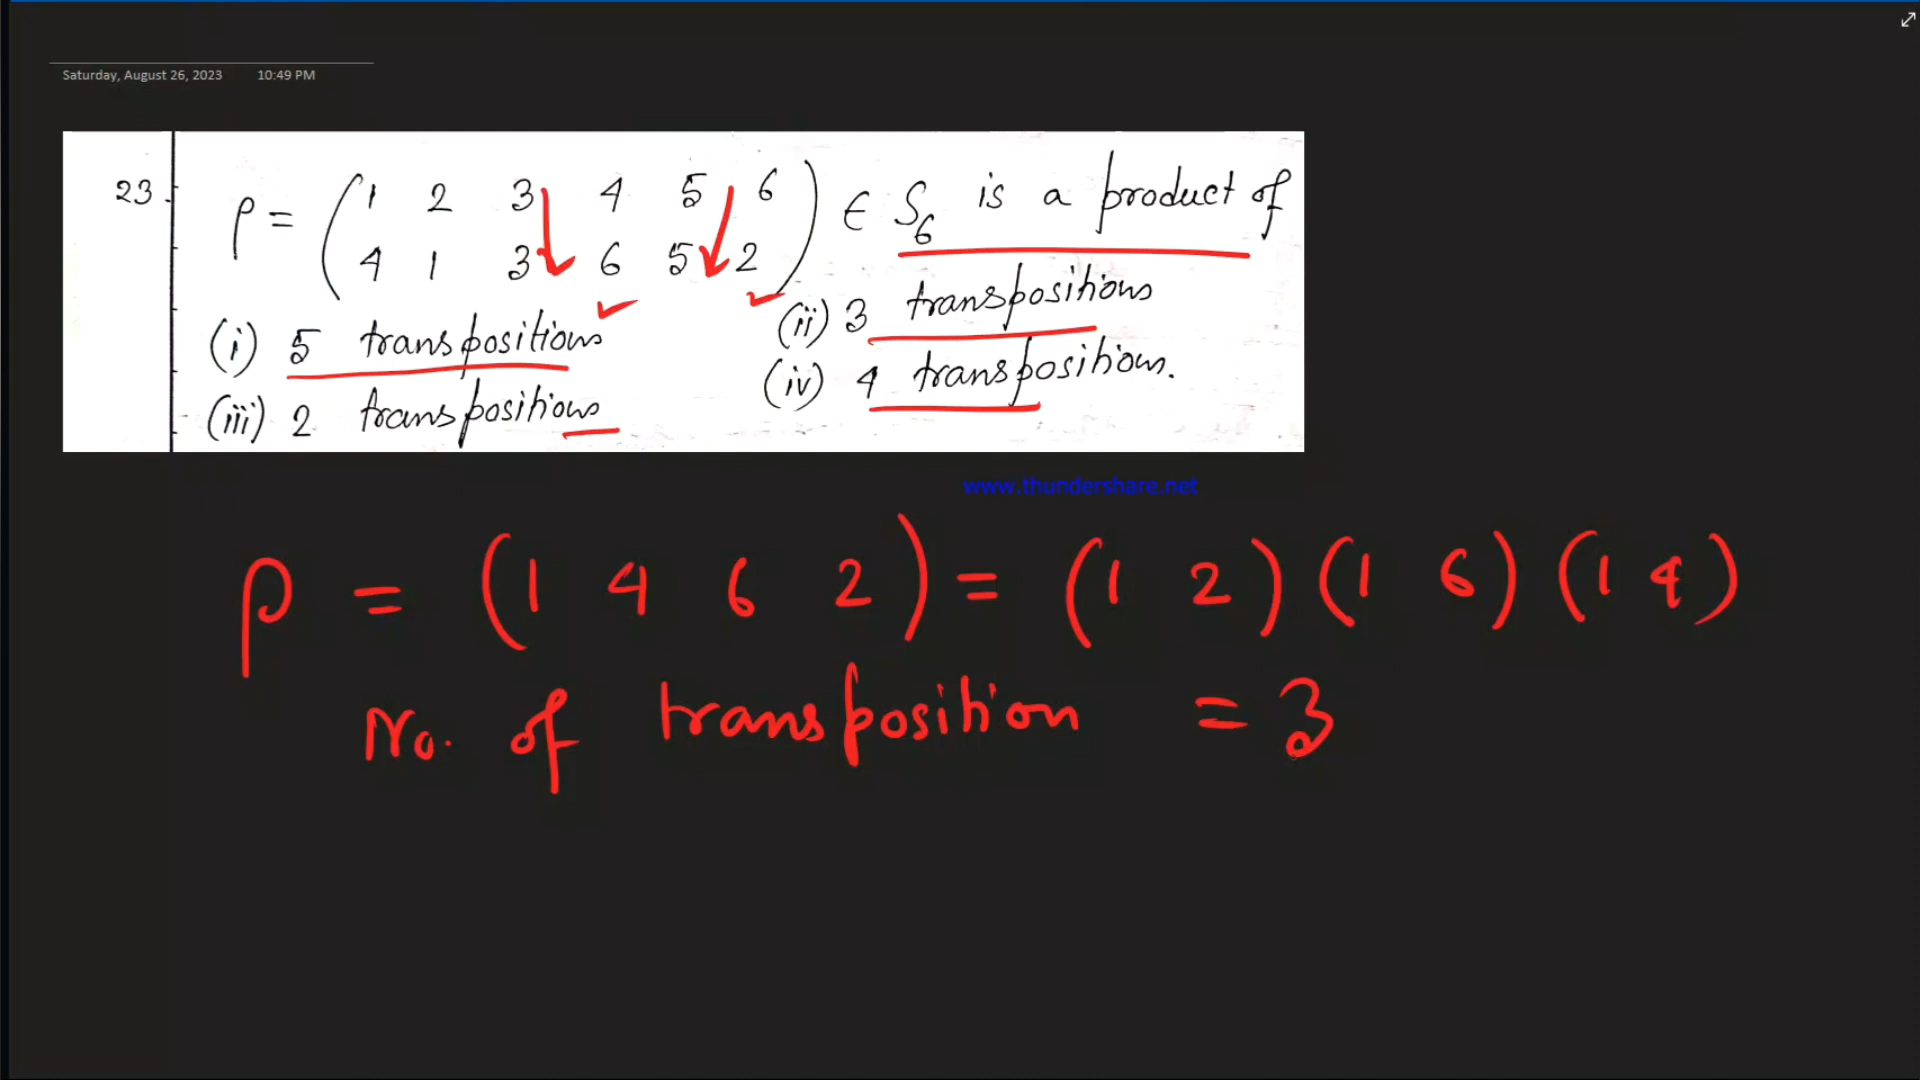 Saturday, August 26, 2023 10:49 PM
23. ρ = ( 1 2 3 4 5 6 ) ∈ S6 is a product of
4 1 3 6 5 2
(i) 5 transpositions (ii) 3 transpositions
(iii) 2 transpositions (iv) 4 transpositions.
www.thundershare.net
ρ = (1 4 6 2) = (1 2) (1 6) (1 4)
No. of transposition = 3